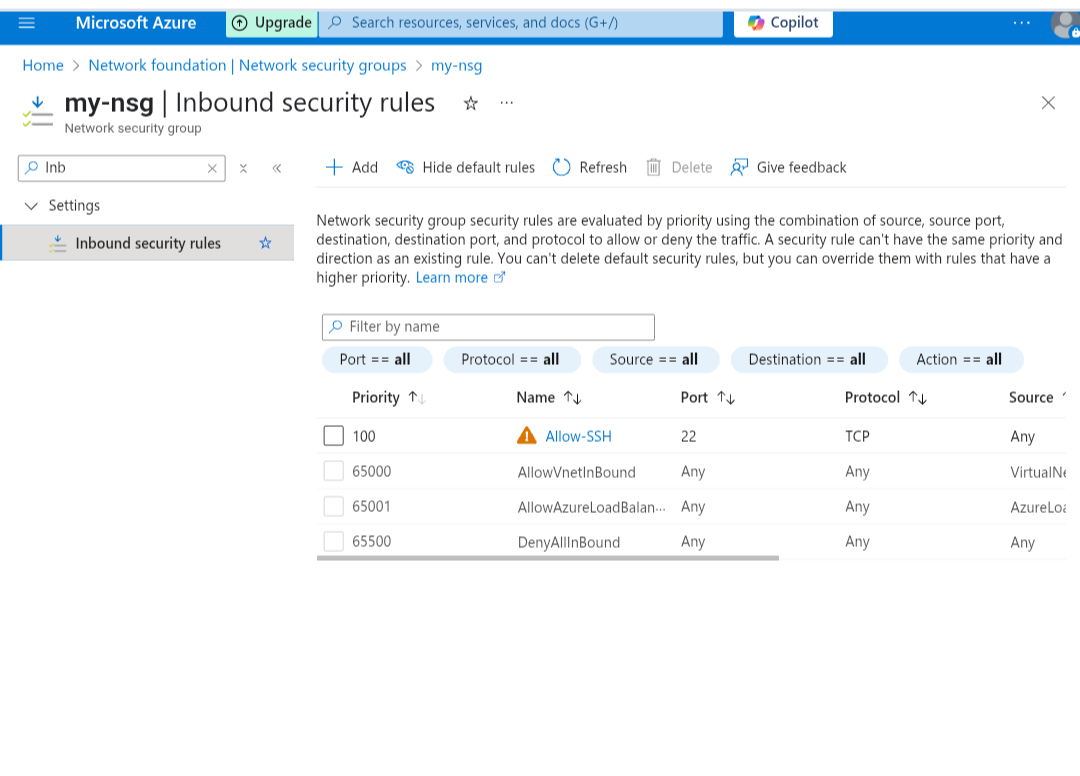 Microsoft Azure Upgrade Search resources, services, and docs (G+/) Copilot ...
Home > Network foundation | Network security groups > my-nsg
my-nsg | Inbound security rules ...
Network security group
Inb
Add Hide default rules Refresh Delete Give feedback
Settings
Inbound security rules
Network security group security rules are evaluated by priority using the combination of source, source port,
destination, destination port, and protocol to allow or deny the traffic. A security rule can't have the same priority and
direction as an existing rule. You can't delete default security rules, but you can override them with rules that have a
higher priority. Learn more
Filter by name
Port == all Protocol == all Source == all Destination == all Action == all
Priority Name Port Protocol Source
100 Allow-SSH 22 TCP Any
65000 AllowVnetInBound Any Any
65001 AllowAzureLoadBalan... Any Any
65500 DenyAllInBound Any Any Any